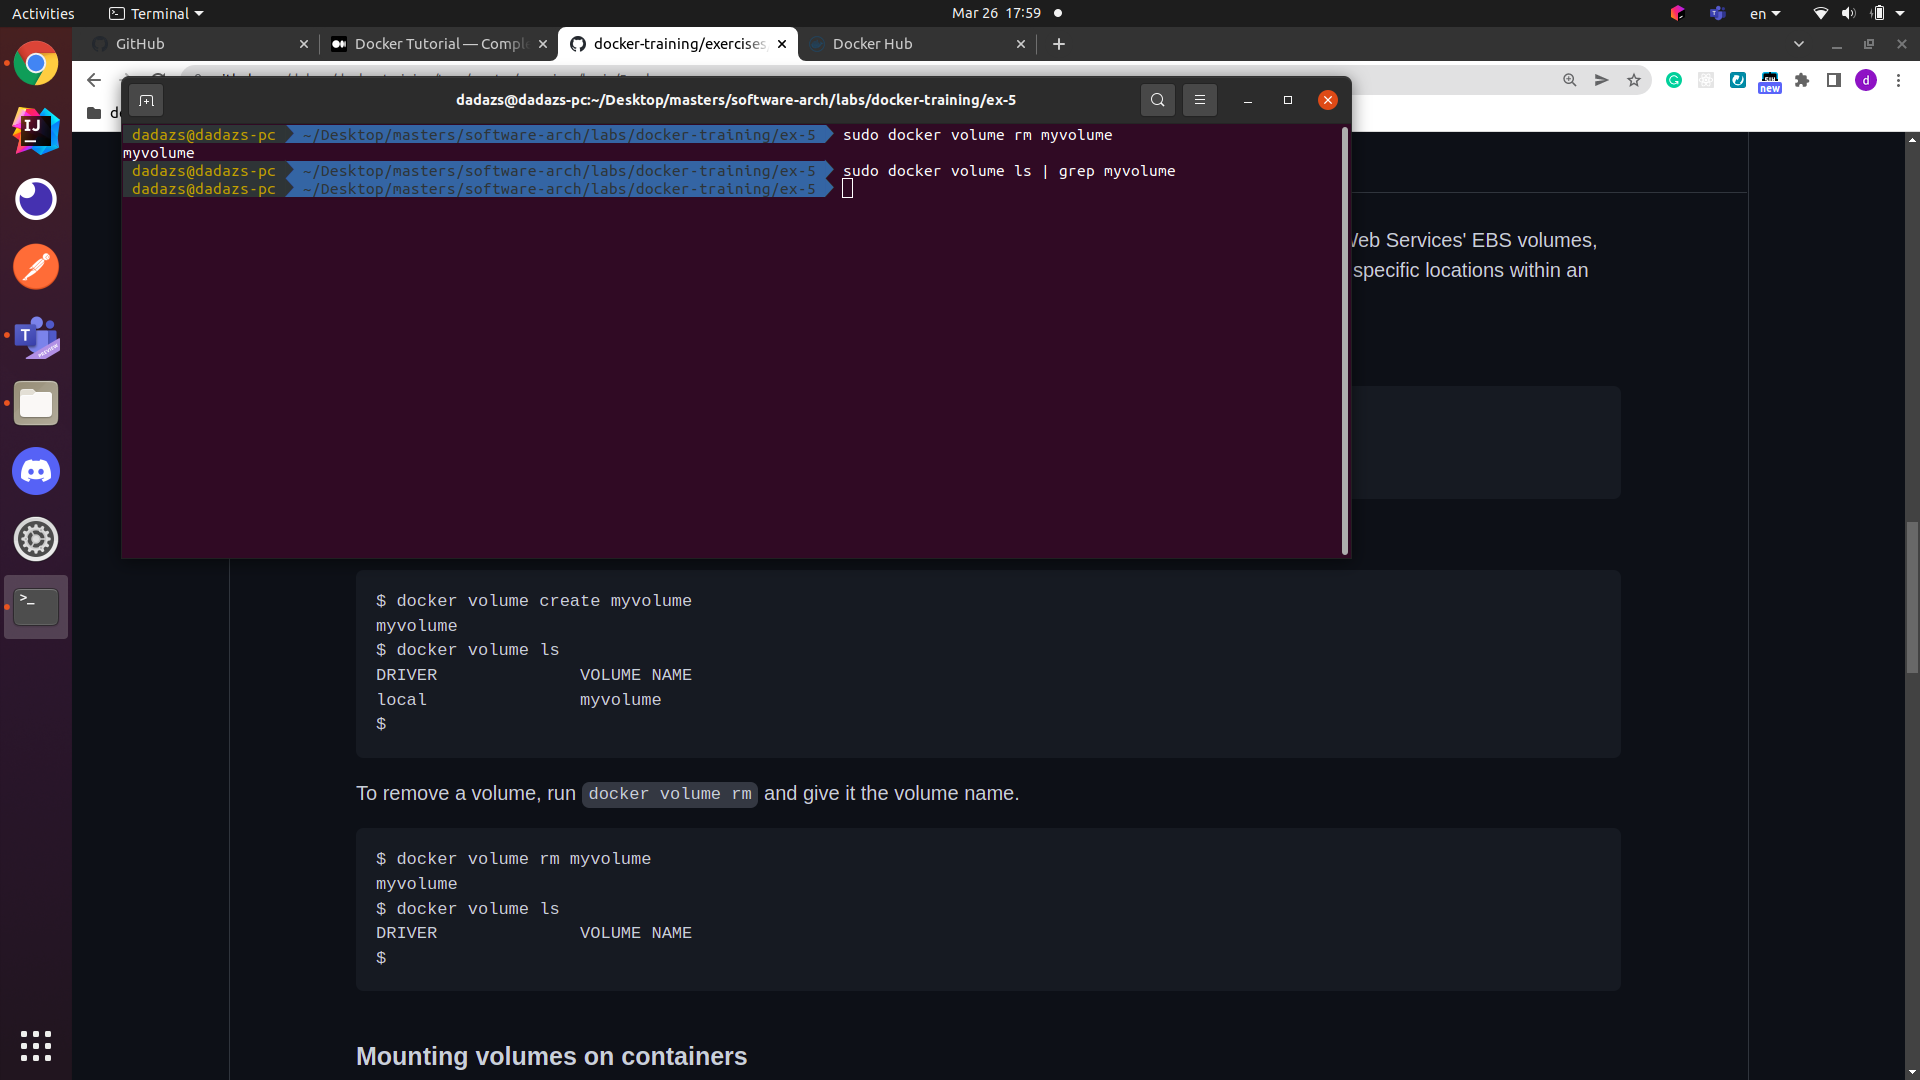 Activities
Terminal
Mar 26 17:59
en
GitHub
Docker Tutorial — Comple
docker-training/exercises
Docker Hub
new
dadazs@dadazs-pc:~/Desktop/masters/software-arch/labs/docker-training/ex-5
dadazs@dadazs-pc ~/Desktop/masters/software-arch/labs/docker-training/ex-5 sudo docker volume rm myvolume
myvolume
dadazs@dadazs-pc ~/Desktop/masters/software-arch/labs/docker-training/ex-5 sudo docker volume ls | grep myvolume
dadazs@dadazs-pc ~/Desktop/masters/software-arch/labs/docker-training/ex-5
Web Services' EBS volumes,
specific locations within an
$ docker volume create myvolume
myvolume
$ docker volume ls
DRIVER VOLUME NAME
local myvolume
$
To remove a volume, run docker volume rm and give it the volume name.
$ docker volume rm myvolume
myvolume
$ docker volume ls
DRIVER VOLUME NAME
$
Mounting volumes on containers